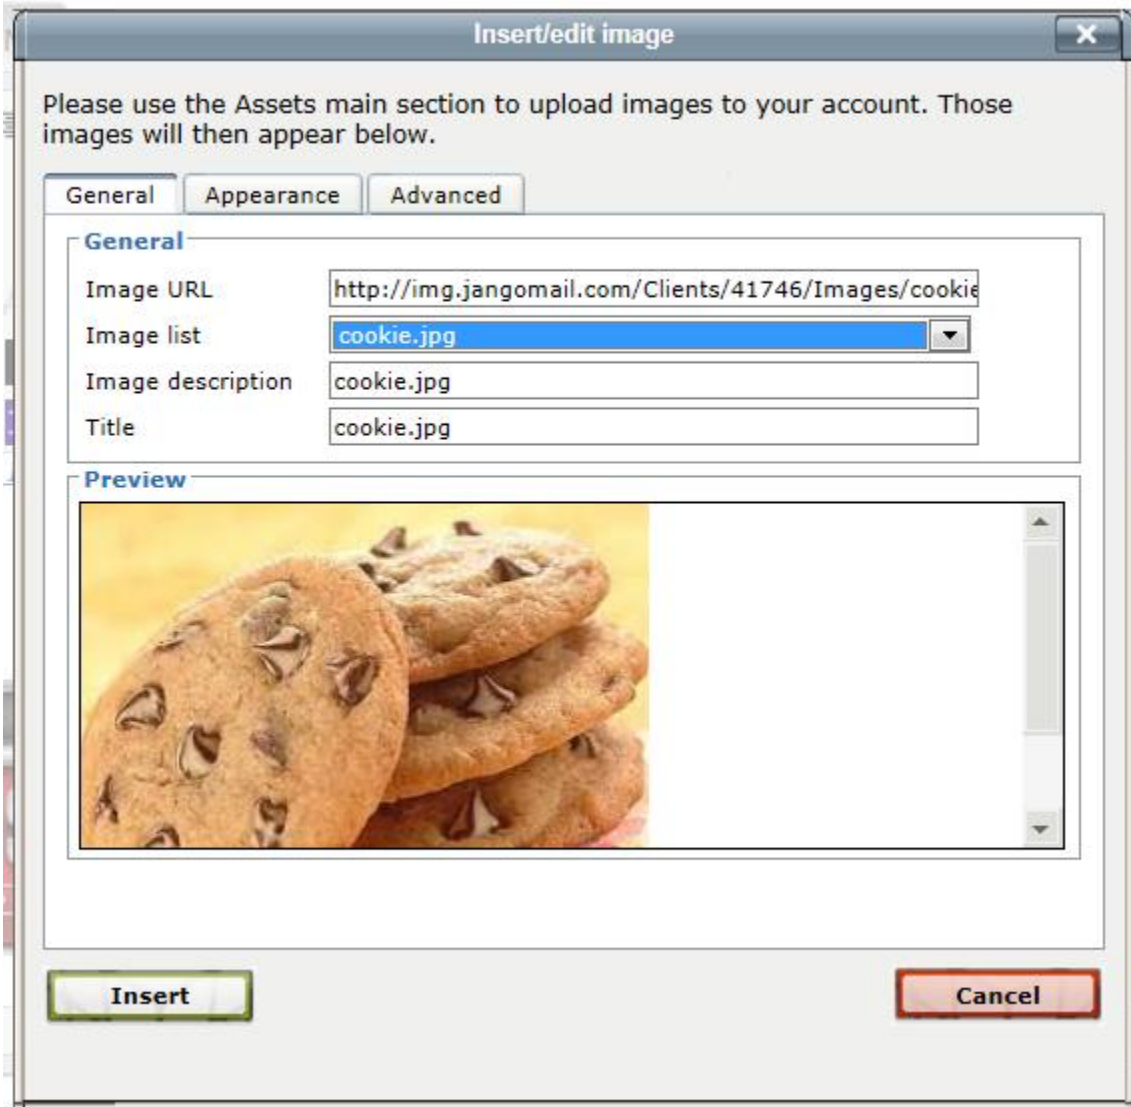 Insert/edit image
Please use the Assets main section to upload images to your account. Those
images will then appear below.
General Appearance Advanced
General
Image URL http://img.jangomail.com/Clients/41746/Images/cookie
Image list cookie.jpg
Image description cookie.jpg
Title cookie.jpg
Preview
Insert Cancel